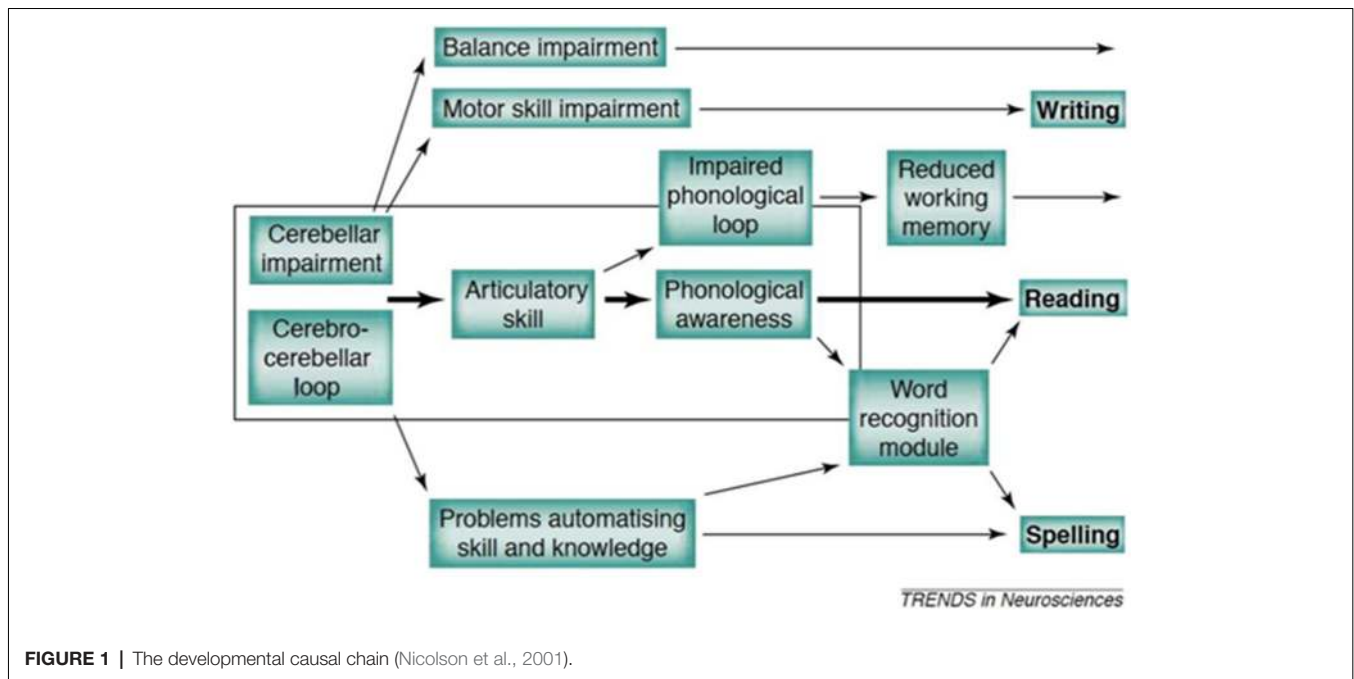 Balance impairment
Motor skill impairment
Writing
Impaired
phonological
loop
Reduced
working
memory
Cerebellar
impairment
Articulatory
skill
Phonological
awareness
Reading
Cerebro-
cerebellar
loop
Word
recognition
module
Problems automatising
skill and knowledge
Spelling
TRENDS in Neurosciences
FIGURE 1 | The developmental causal chain (Nicolson et al., 2001).